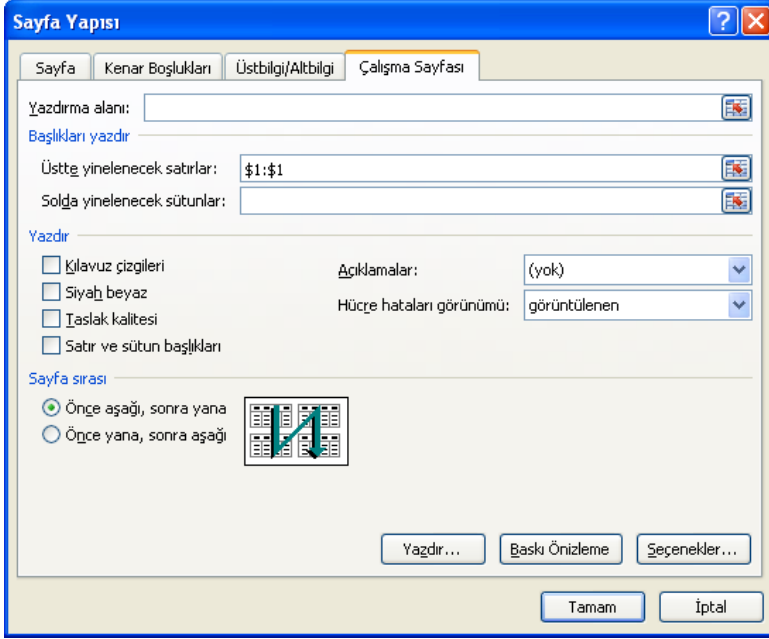 Sayfa Yapısı
Sayfa Kenar Boşlukları Üstbilgi/Altbilgi Çalışma Sayfası
Yazdırma alanı:
Başlıkları yazdır
Üstte yinelenecek satırlar: $1:$1
Solda yinelenecek sütunlar:
Yazdır
Kılavuz çizgileri Açıklamalar: (yok)
Siyah beyaz
Hücre hataları görünümü: görüntülenen
Taslak kalitesi
Satır ve sütun başlıkları
Sayfa sırası
Önce aşağı, sonra yana
Önce yana, sonra aşağı
Yazdır... Baskı Önizleme Seçenekler...
Tamam İptal